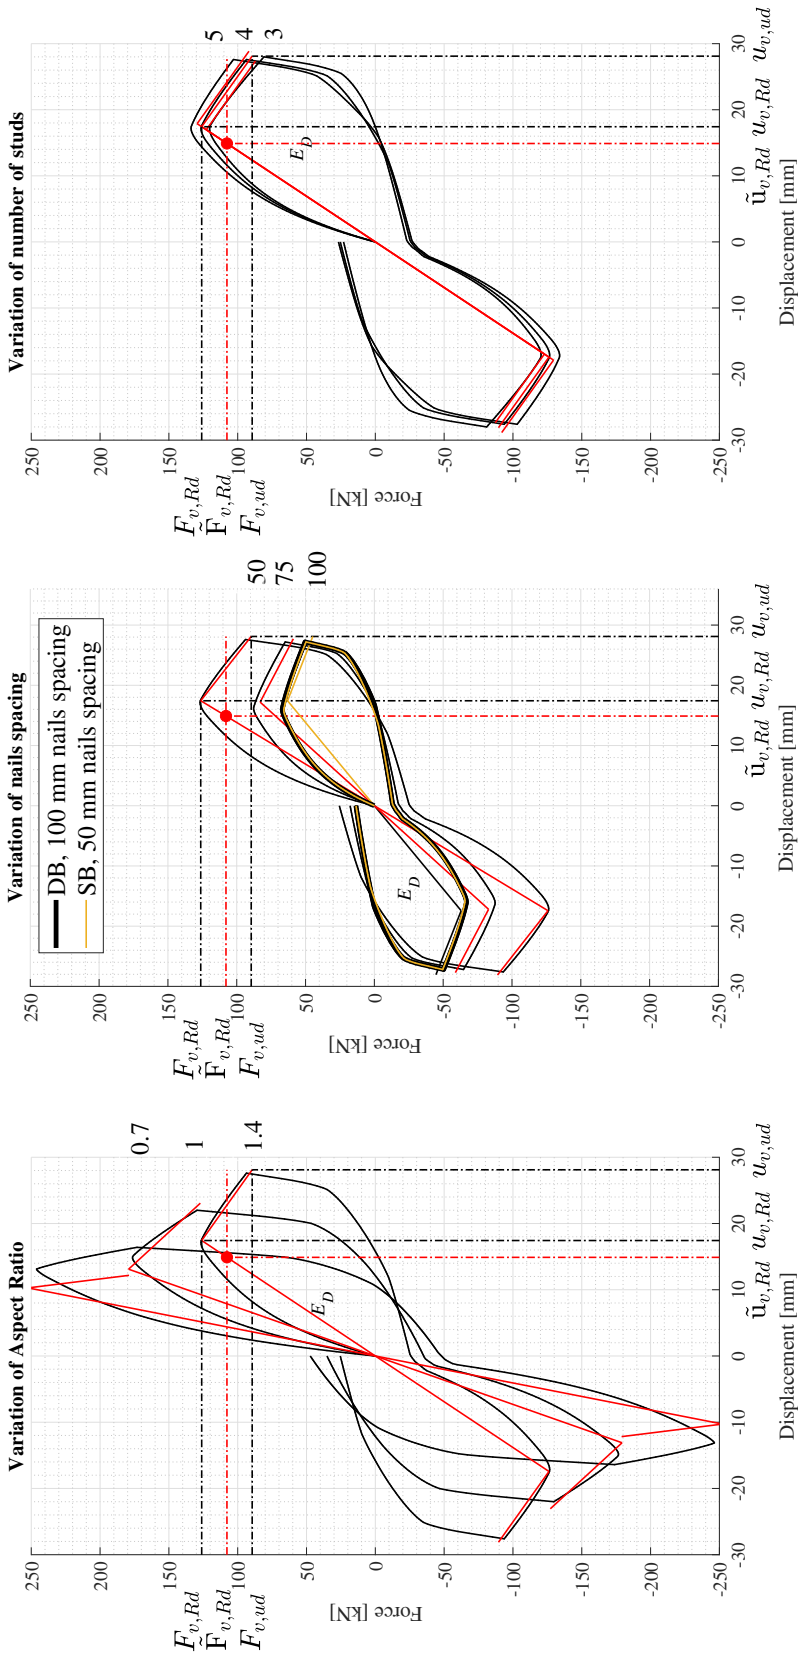 Variation of Aspect Ratio
250
200
150
100
50
0
-50
-100
-150
-200
-250
Force [kN]
F_{v,Rd}
F̃_{v,Rd}
F_{v,ud}
0.7
1
1.4
E_D
-30
-20
-10
0
10
20
30
ũ_{v,Rd} u_{v,Rd} u_{v,ud}
Displacement [mm]
Variation of nails spacing
DB, 100 mm nails spacing
SB, 50 mm nails spacing
250
200
150
100
50
0
-50
-100
-150
-200
-250
Force [kN]
F_{v,Rd}
F̃_{v,Rd}
F_{v,ud}
50
75
100
E_D
-30
-20
-10
0
10
20
30
ũ_{v,Rd} u_{v,Rd} u_{v,ud}
Displacement [mm]
Variation of number of studs
250
200
150
100
50
0
-50
-100
-150
-200
-250
Force [kN]
F_{v,Rd}
F̃_{v,Rd}
F_{v,ud}
5
4
3
E_D
-30
-20
-10
0
10
20
30
ũ_{v,Rd} u_{v,Rd} u_{v,ud}
Displacement [mm]